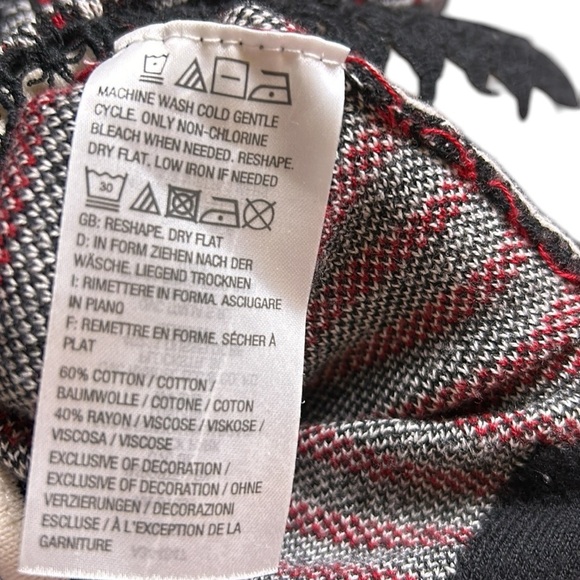 MACHINE WASH COLD GENTLE
CYCLE. ONLY NON-CHLORINE
BLEACH WHEN NEEDED. RESHAPE.
DRY FLAT. LOW IRON IF NEEDED
30
GB: RESHAPE. DRY FLAT
D: IN FORM ZIEHEN NACH DER
WÄSCHE. LIEGEND TROCKNEN
I: RIMETTERE IN FORMA. ASCIUGARE
IN PIANO
F: REMETTRE EN FORME. SÉCHER À
PLAT
60% COTTON / COTTON /
BAUMWOLLE / COTONE / COTON
40% RAYON / VISCOSE / VISKOSE /
VISCOSA / VISCOSE
EXCLUSIVE OF DECORATION /
EXCLUSIVE OF DECORATION / OHNE
VERZIERUNGEN / DECORAZIONI
ESCLUSE / À L'EXCEPTION DE LA
GARNITURE